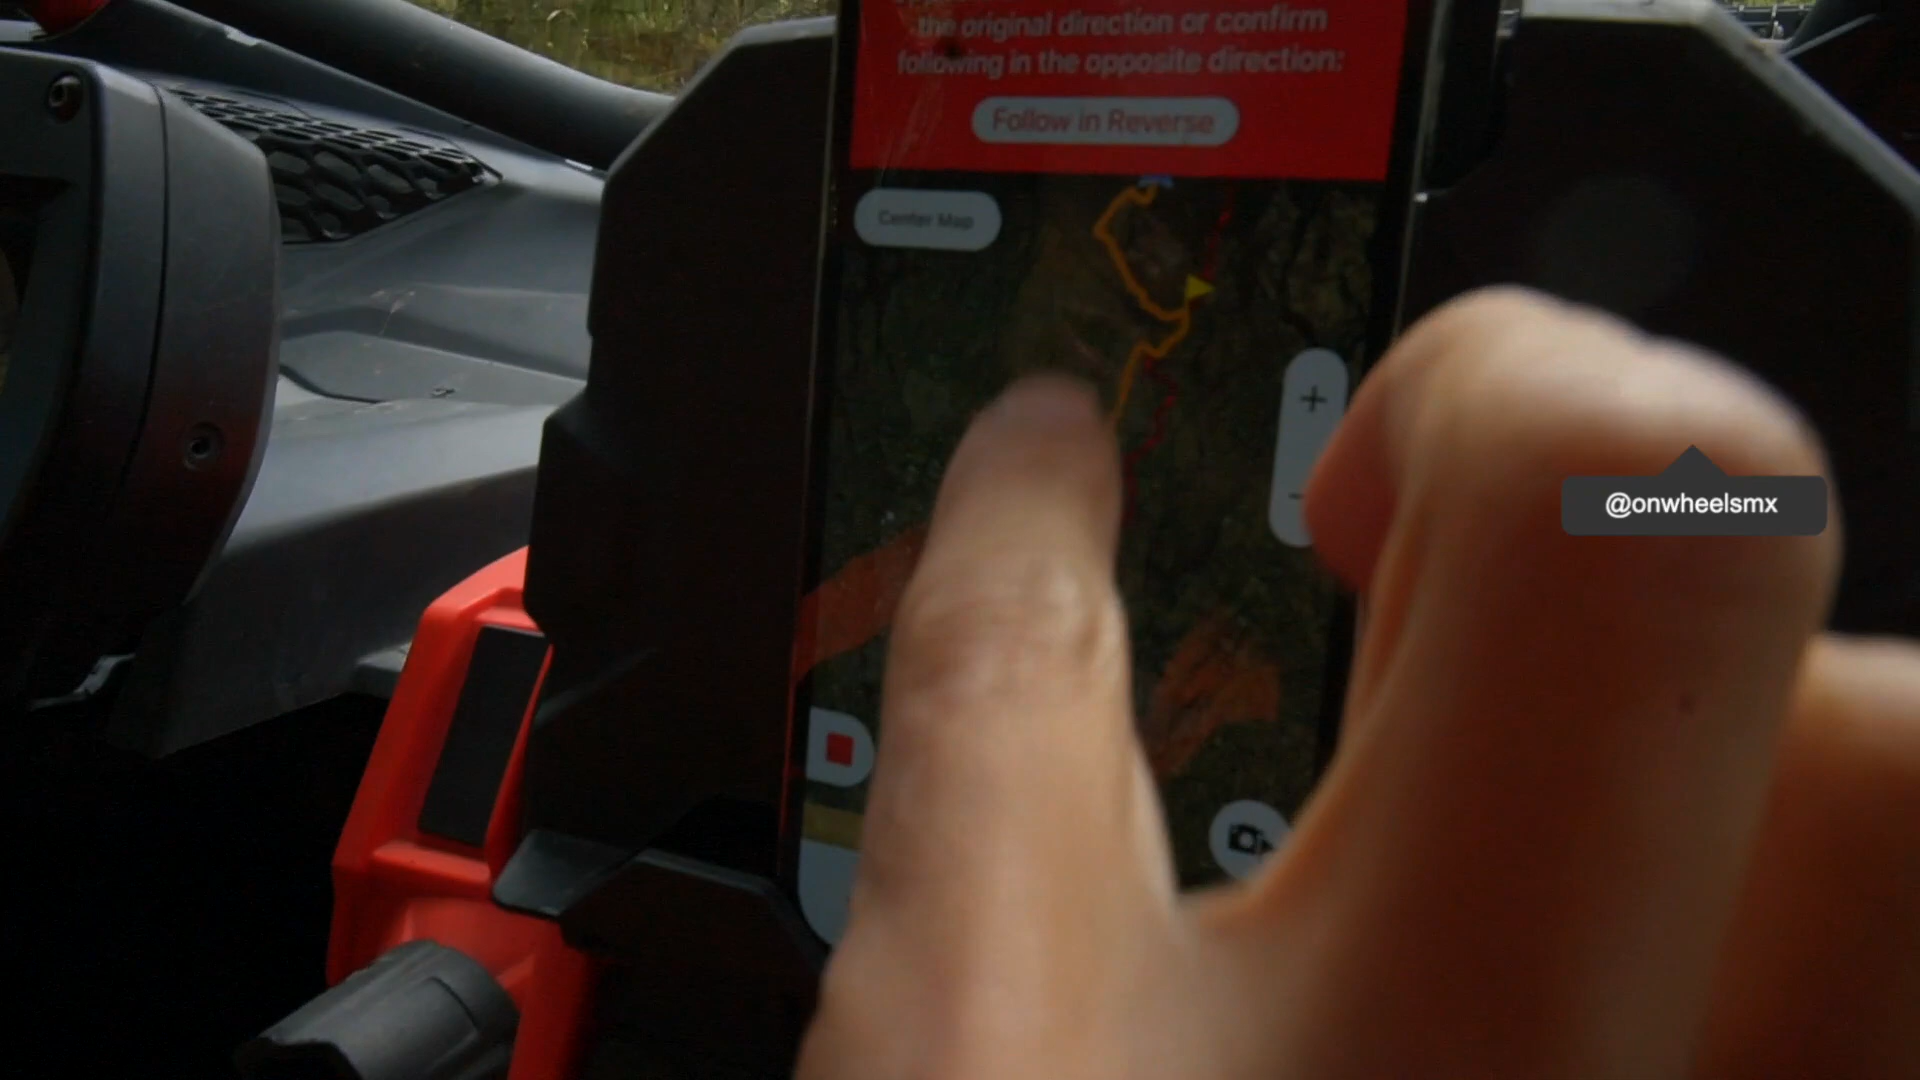 the original direction or confirm
following in the opposite direction:
Follow in Reverse
Center Map
+
-
@onwheelsmx